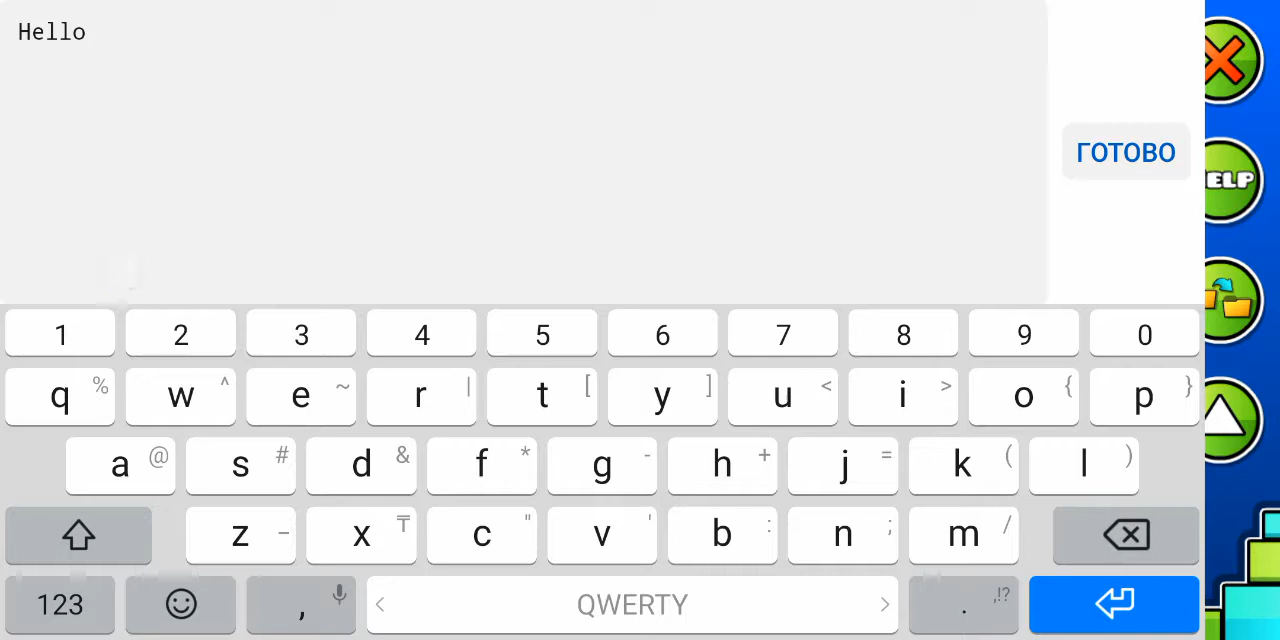 Hello
ГОТОВО
ELP
1 2 3 4 5 6 7 8 9 0
q % w ^ e ~ r | t [ y ] u < i > o { p }
a @ s # d & f * g - h + j = k ( l )
z _ x ₸ c " v ' b : n ; m /
123 , < QWERTY > . ,!?